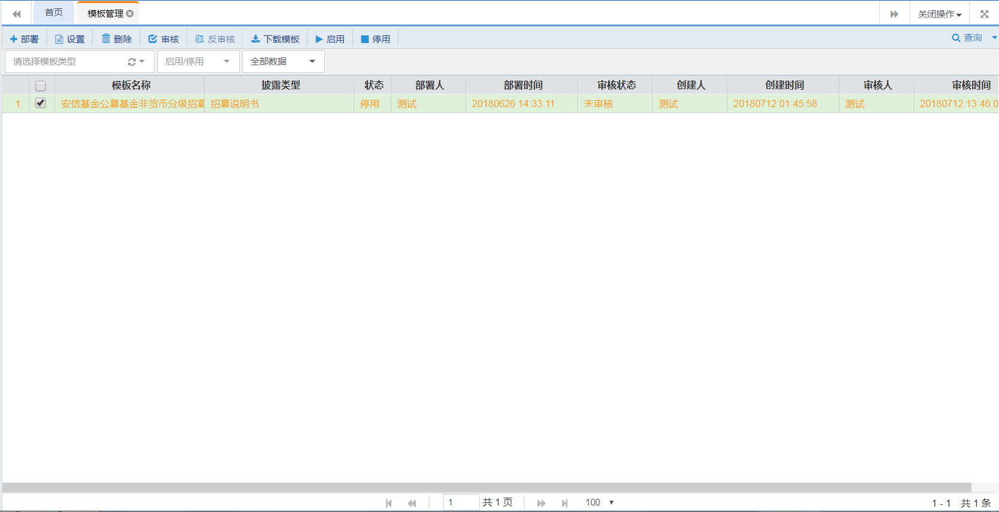 首页 模板管理 关闭操作
部署 设置 删除 审核 反审核 下载模板 启用 停用 查询
请选择模板类型 启用/停用 全部数据
模板名称 披露类型 状态 部署人 部署时间 审核状态 创建人 创建时间 审核人 审核时间
1 安信基金公募基金非货币分级招募 招募说明书 停用 测试 20180626 14:33:11 未审核 测试 20180712 01:45:58 测试 20180712 13:46:0
1 共 1 页 100 1 - 1 共 1 条